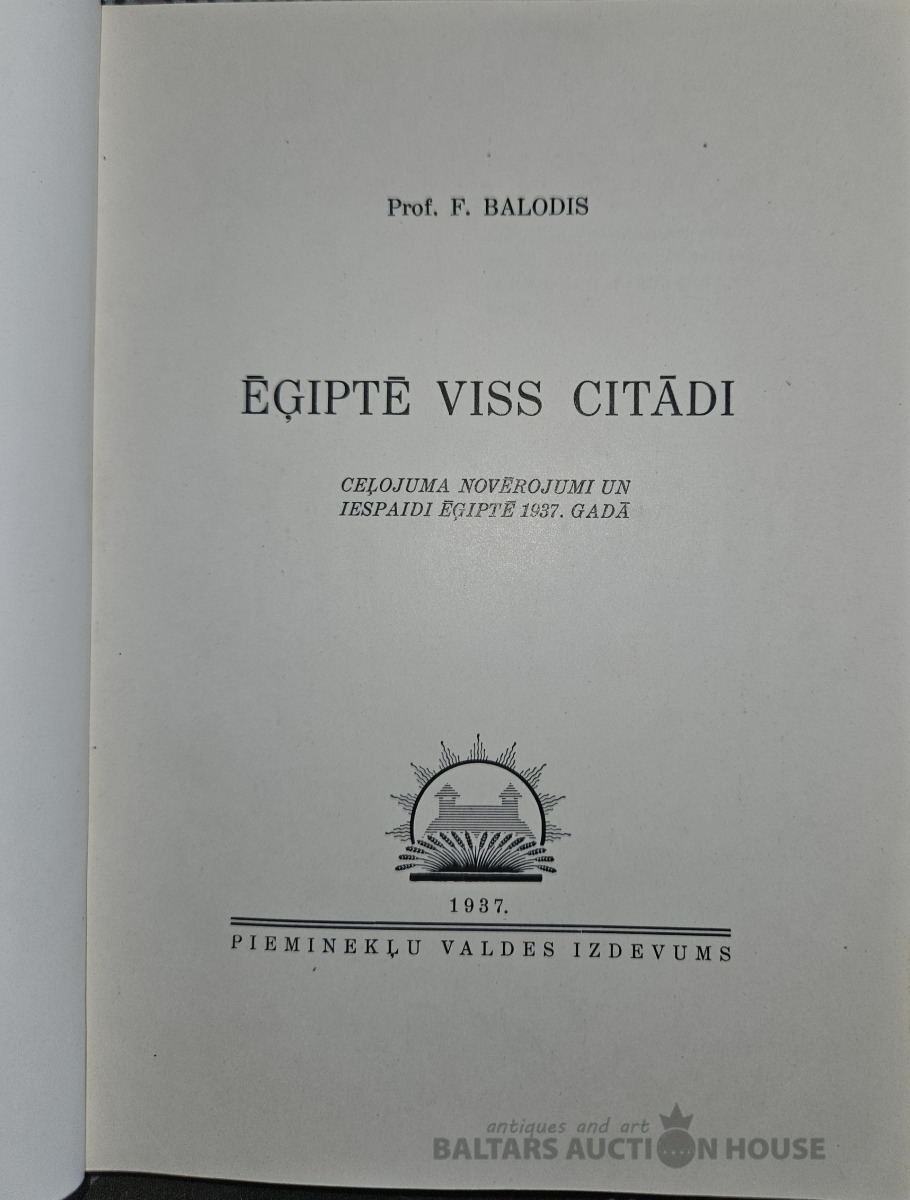 Prof. F. BALODIS
ĒĢIPTĒ VISS CITĀDI
CEĻOJUMA NOVĒROJUMI UN
IESPAIDI ĒĢIPTĒ 1937. GADĀ
1937.
PIEMINEKĻU VALDES IZDEVUMS
antiques and art
BALTARS AUCTION HOUSE